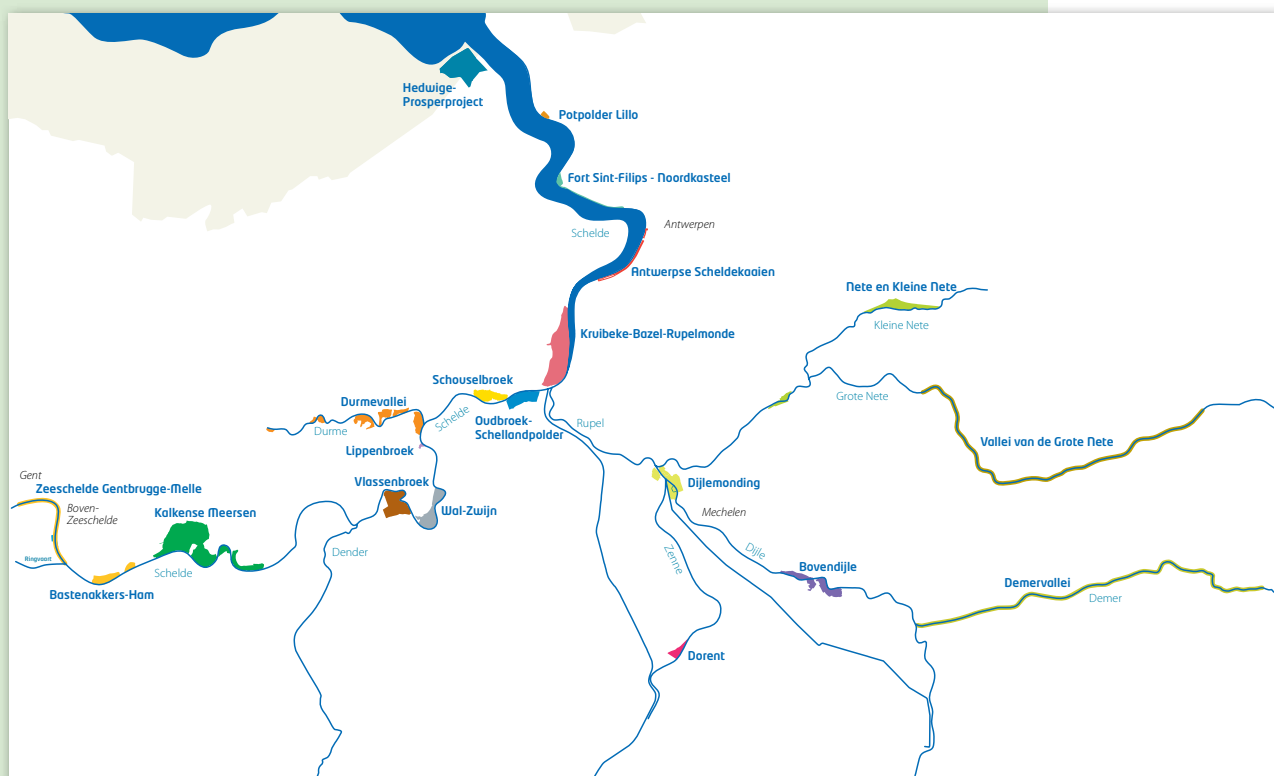 Hedwige-
Prosperproject
Potpolder Lillo
Fort Sint-Filips - Noordkasteel
Antwerpen
Schelde
Antwerpse Scheldekaaien
Nete en Kleine Nete
Kleine Nete
Kruibeke-Bazel-Rupelmonde
Schouselbroek
Grote Nete
Durmevallei
Schelde
Oudbroek-
Schellandpolder
Rupel
Durme
Vallei van de Grote Nete
Lippenbroek
Gent
Zeeschelde Gentbrugge-Melle
Vlassenbroek
Dijlemonding
Boven-
Zeeschelde
Kalkense Meersen
Wal-Zwijn
Mechelen
Dender
Dijle
Zenne
Ringvaart
Schelde
Bovendijle
Bastenakkers-Ham
Demervallei
Demer
Dorent